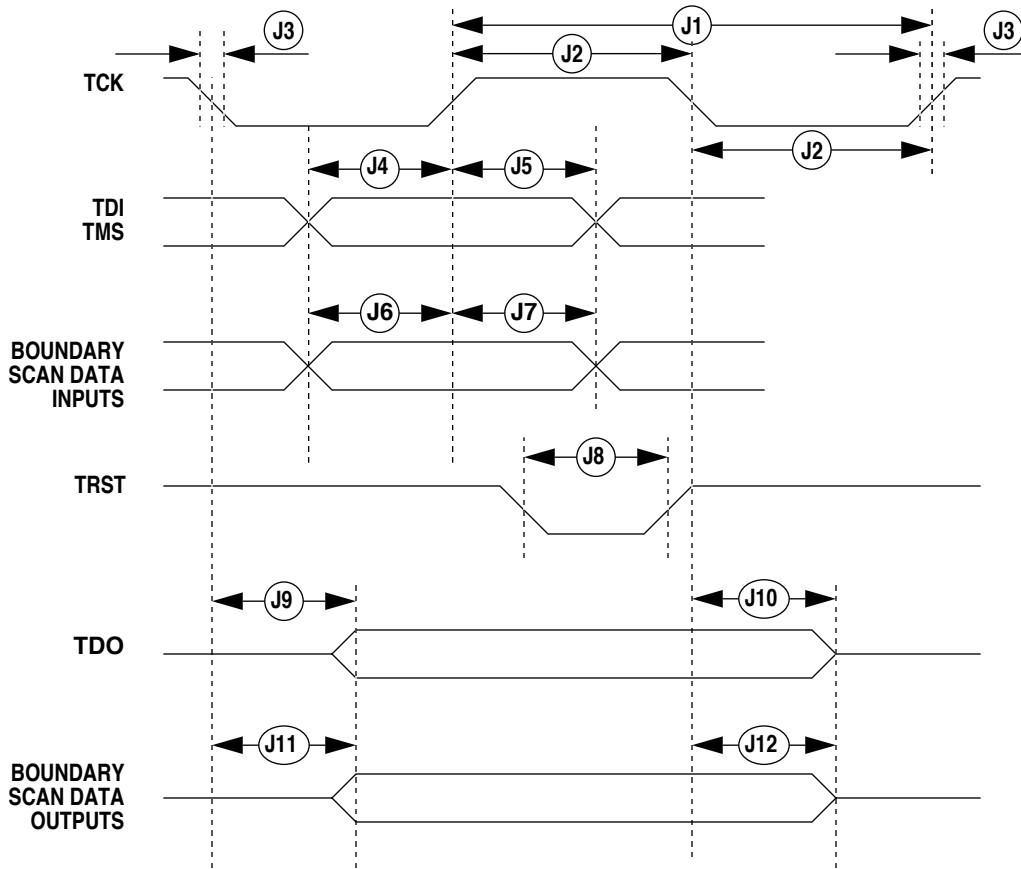 J3
J1
J3
J2
TCK
J2
J4
J5
TDI
TMS
J6
J7
BOUNDARY
SCAN DATA
INPUTS
J8
TRST
J9
J10
TDO
J11
J12
BOUNDARY
SCAN DATA
OUTPUTS